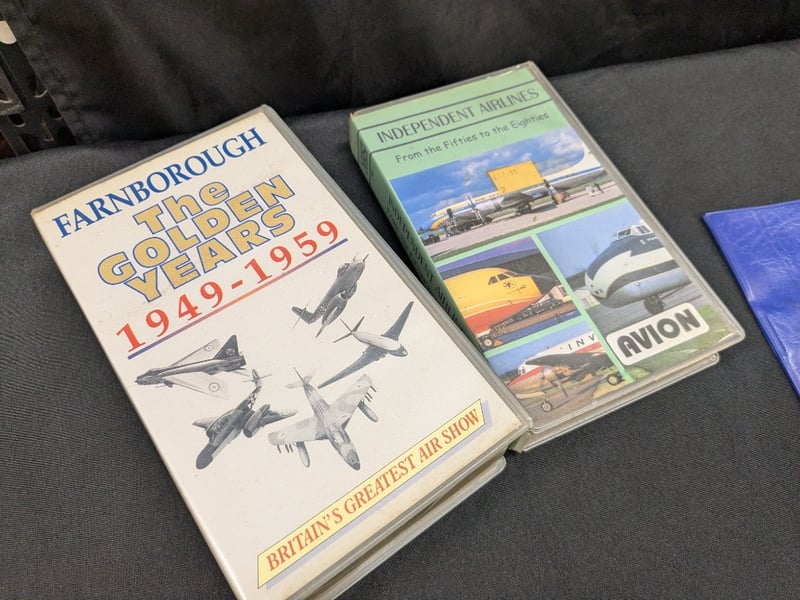 FARNBOROUGH
The
GOLDEN
YEARS
1949-1959
BRITAIN'S GREATEST AIR SHOW
INDEPENDENT AIRLINES
From the Fifties to the Eighties
AVION
INV